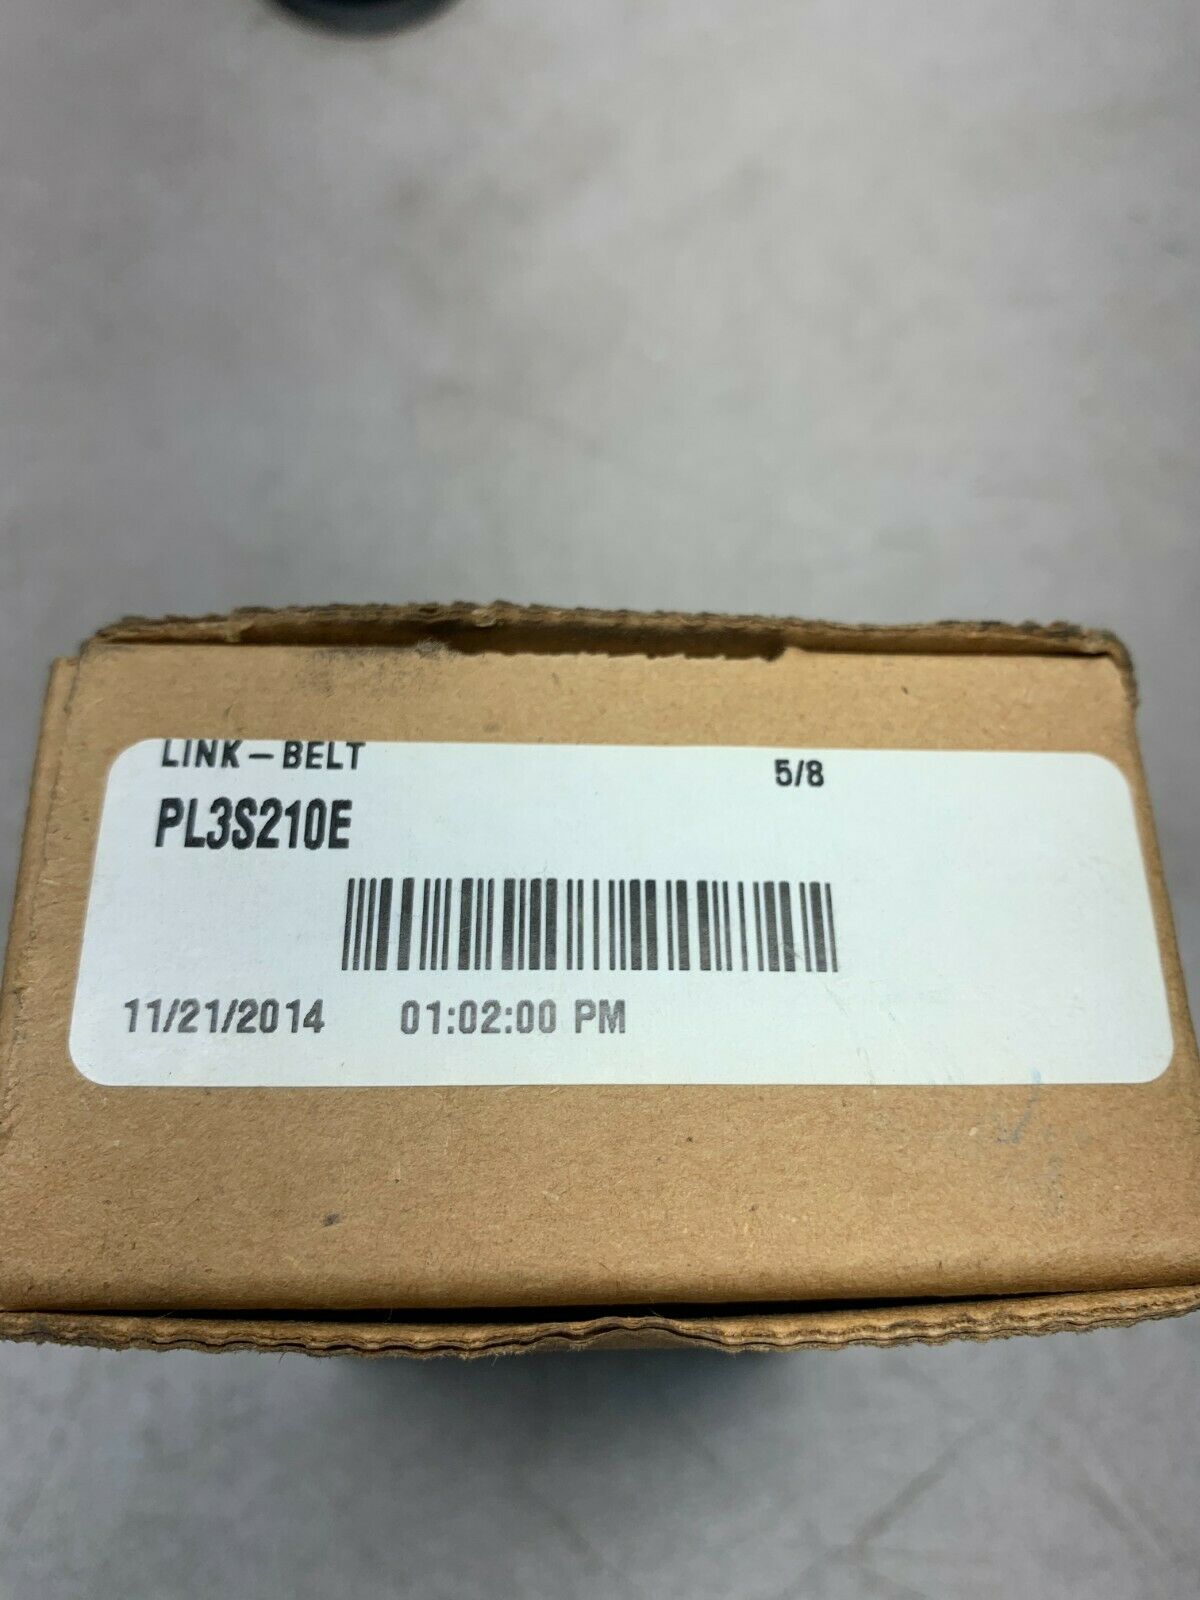 LINK-BELT 5/8
PL3S210E
11/21/2014 01:02:00 PM